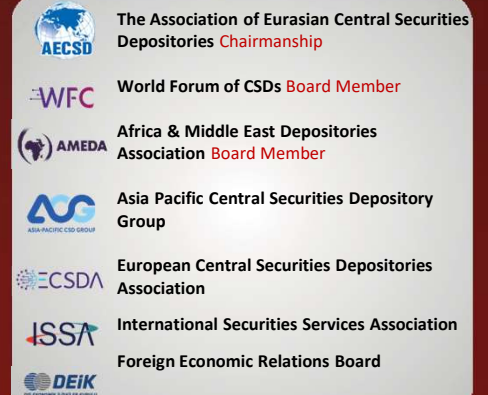 AECSD
The Association of Eurasian Central Securities
Depositories Chairmanship
WFC
World Forum of CSDs Board Member
AMEDA
Africa & Middle East Depositories
Association Board Member
ACG
ASIA-PACIFIC CSD GROUP
Asia Pacific Central Securities Depository
Group
ECSDA
European Central Securities Depositories
Association
ISSA
International Securities Services Association
Foreign Economic Relations Board
DEİK